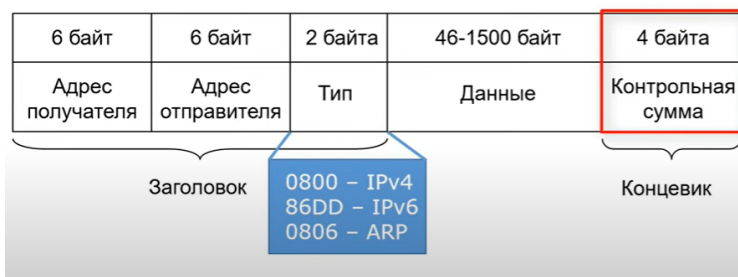 6 байт
6 байт
2 байта
46-1500 байт
4 байта
Адрес
получателя
Адрес
отправителя
Тип
Данные
Контрольная
сумма
Заголовок
0800 – IPv4
86DD – IPv6
0806 – ARP
Концевик